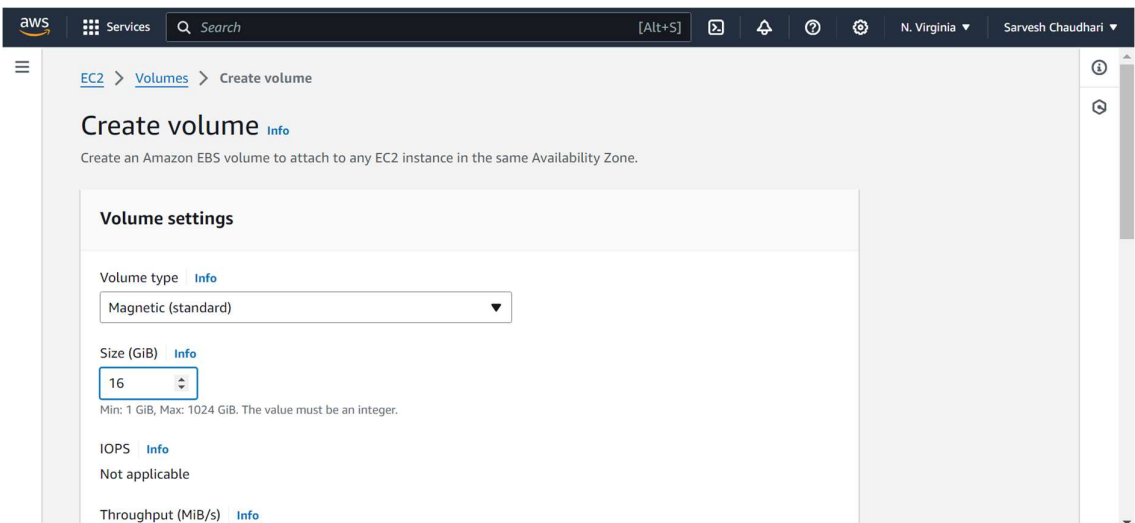 aws Services Search [Alt+S] N. Virginia ▼ Sarvesh Chaudhari ▼
EC2 > Volumes > Create volume
Create volume Info
Create an Amazon EBS volume to attach to any EC2 instance in the same Availability Zone.
Volume settings
Volume type Info
Magnetic (standard)
Size (GiB) Info
16
Min: 1 GiB, Max: 1024 GiB. The value must be an integer.
IOPS Info
Not applicable
Throughput (MiB/s) Info